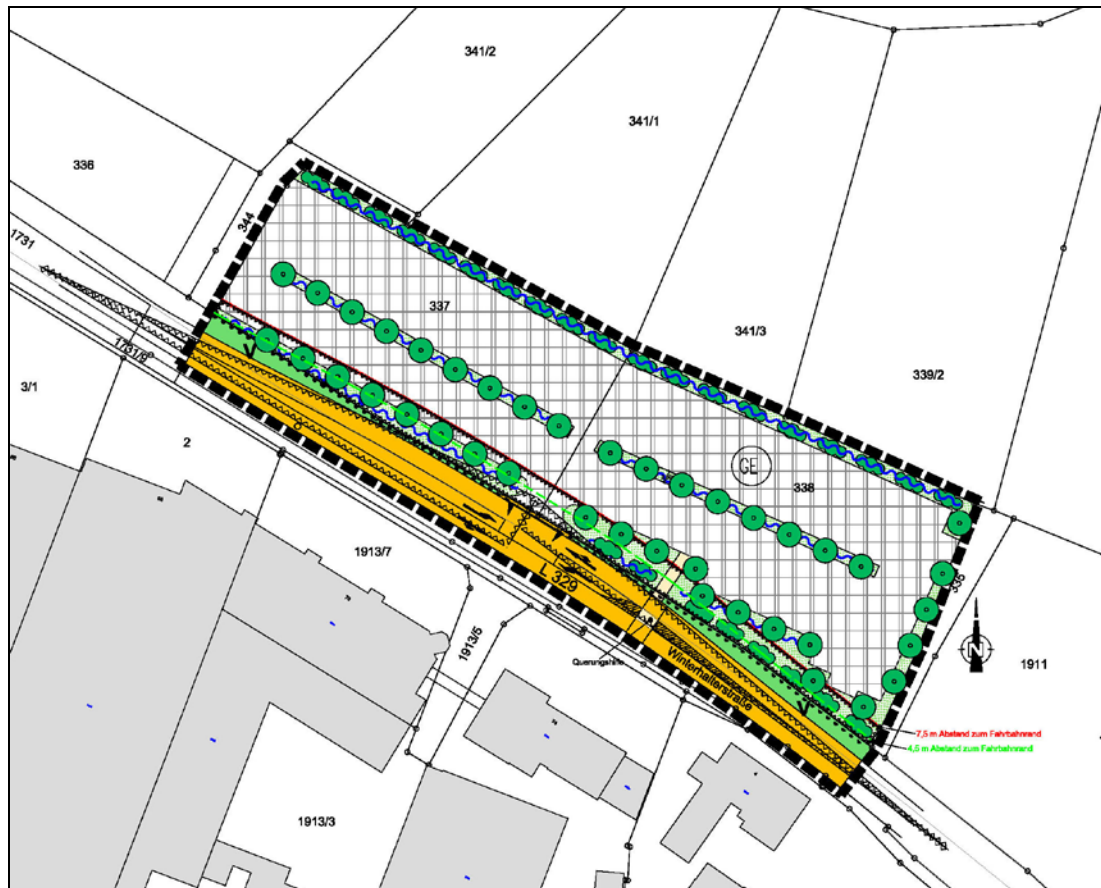 341/2
341/1
336
344
1731
337
341/3
1731/9
339/2
3/1
2
GE
338
V
1913/7
L 329
335
N
1913/5
Querungshilfe
Winterhalterstraße
1911
V
7,5 m Abstand zum Fahrbahnrand
4,5 m Abstand zum Fahrbahnrand
1913/3